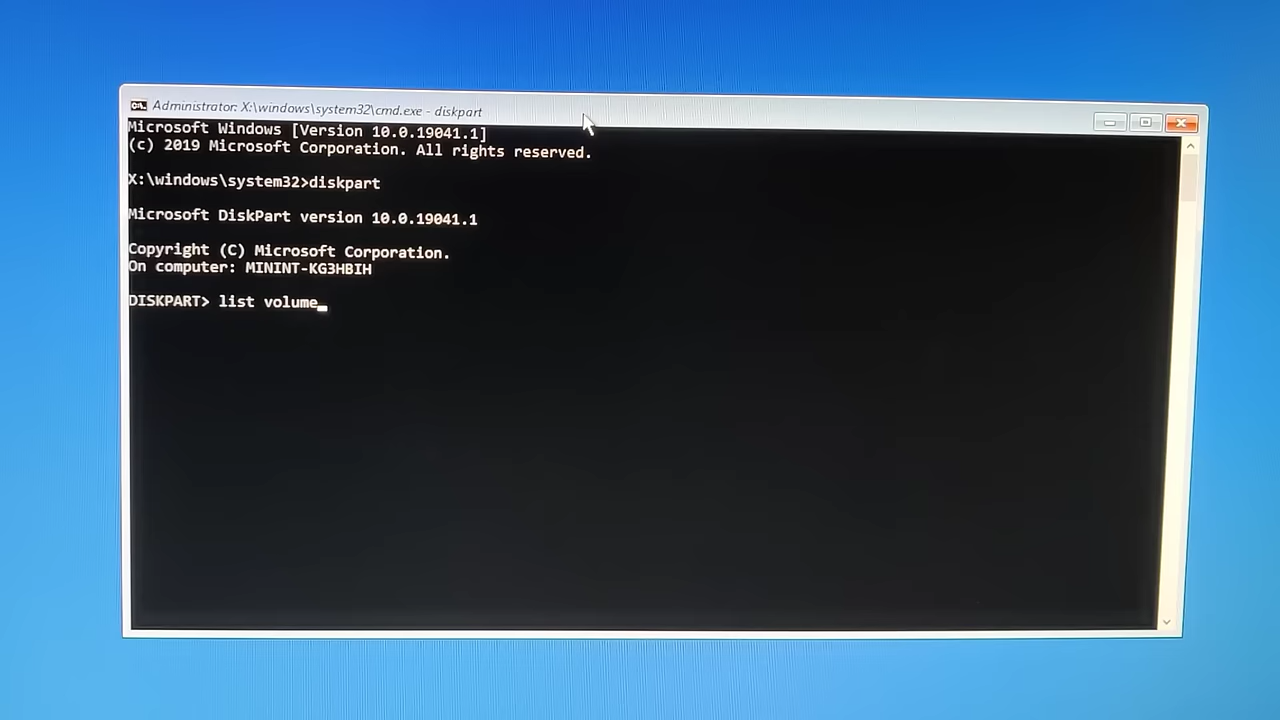 Administrator: X:\windows\system32\cmd.exe - diskpart
Microsoft Windows [Version 10.0.19041.1]
(c) 2019 Microsoft Corporation. All rights reserved.
X:\windows\system32>diskpart
Microsoft DiskPart version 10.0.19041.1
Copyright (C) Microsoft Corporation.
On computer: MININT-KG3HBIH
DISKPART> list volume